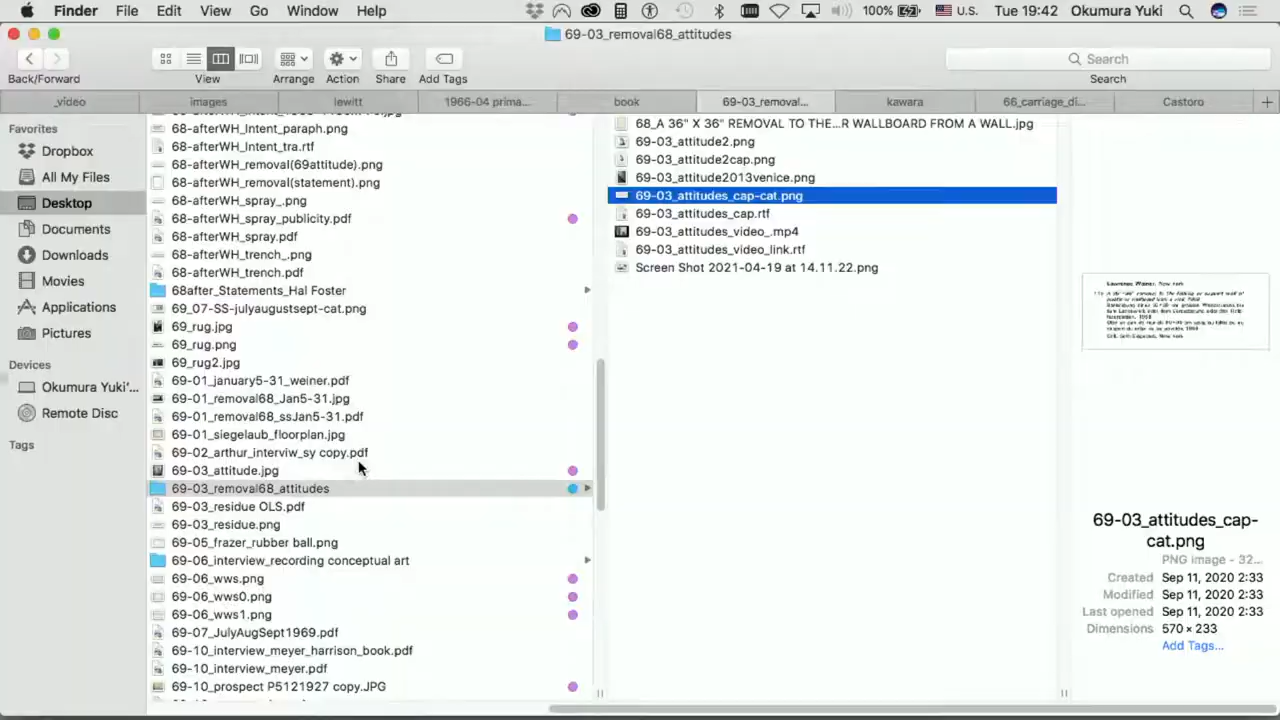 Finder File Edit View Go Window Help 100% U.S. Tue 19:42 Okumura Yuki
69-03_removal68_attitudes
Search
Back/Forward View Arrange Action Share Add Tags Search
_video images lewitt 1966-04 prima... book 69-03_removal... kawara 66_carriage_di... Castoro +
Favorites
Dropbox
All My Files
Desktop
Documents
Downloads
Movies
Applications
Pictures
Devices
Okumura Yuki'...
Remote Disc
Tags
68-afterWH_Intent_paraph.png
68-afterWH_Intent_tra.rtf
68-afterWH_removal(69attitude).png
68-afterWH_removal(statement).png
68-afterWH_spray_.png
68-afterWH_spray_publicity.pdf
68-afterWH_spray.pdf
68-afterWH_trench_.png
68-afterWH_trench.pdf
68after_Statements_Hal Foster
69_07-SS-julyaugustsept-cat.png
69_rug.jpg
69_rug.png
69_rug2.jpg
69-01_january5-31_weiner.pdf
69-01_removal68_Jan5-31.jpg
69-01_removal68_ssJan5-31.pdf
69-01_siegelaub_floorplan.jpg
69-02_arthur_interviw_sy copy.pdf
69-03_attitude.jpg
69-03_removal68_attitudes
69-03_residue OLS.pdf
69-03_residue.png
69-05_frazer_rubber ball.png
69-06_interview_recording conceptual art
69-06_wws.png
69-06_wws0.png
69-06_wws1.png
69-07_JulyAugSept1969.pdf
69-10_interview_meyer_harrison_book.pdf
69-10_interview_meyer.pdf
69-10_prospect P5121927 copy.JPG
68_A 36" X 36" REMOVAL TO THE...R WALLBOARD FROM A WALL.jpg
69-03_attitude2.png
69-03_attitude2cap.png
69-03_attitude2013venice.png
69-03_attitudes_cap-cat.png
69-03_attitudes_cap.rtf
69-03_attitudes_video_.mp4
69-03_attitudes_video_link.rtf
Screen Shot 2021-04-19 at 14.11.22.png
Lawrence Weiner, New York
69-03_attitudes_cap-
cat.png
PNG image - 32...
Created Sep 11, 2020 2:33
Modified Sep 11, 2020 2:33
Last opened Sep 11, 2020 2:33
Dimensions 570 × 233
Add Tags...